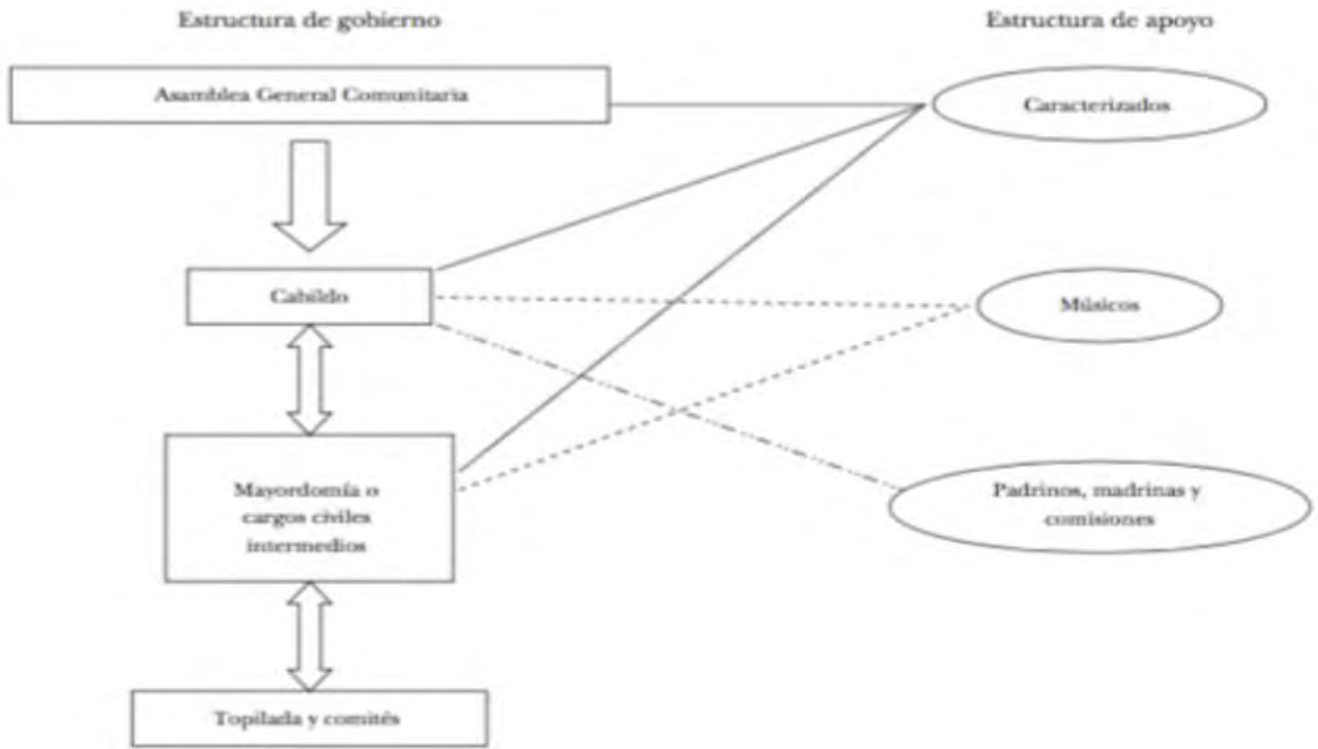 Estructura de gobierno
Estructura de apoyo
Asamblea General Comunitaria
Caracterizados
Cabildo
Músicos
Mayordomía o
cargos civiles
intermedios
Padrinos, madrinas y
comisiones
Topilada y comités